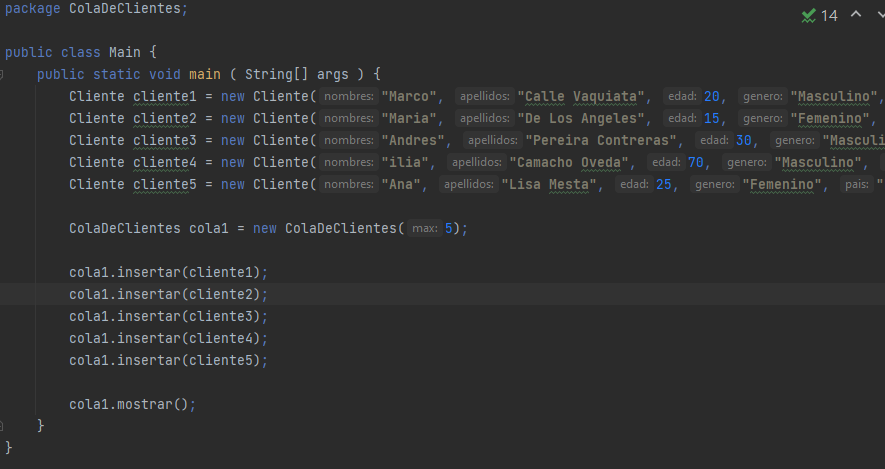 package ColaDeClientes;
14
public class Main {
public static void main ( String[] args ) {
Cliente cliente1 = new Cliente( nombres: "Marco", apellidos: "Calle Vaquiata", edad: 20, genero: "Masculino",
Cliente cliente2 = new Cliente( nombres: "Maria", apellidos: "De Los Angeles", edad: 15, genero: "Femenino",
Cliente cliente3 = new Cliente( nombres: "Andres", apellidos: "Pereira Contreras", edad: 30, genero: "Masculi
Cliente cliente4 = new Cliente( nombres: "ilia", apellidos: "Camacho Oveda", edad: 70, genero: "Masculino",
Cliente cliente5 = new Cliente( nombres: "Ana", apellidos: "Lisa Mesta", edad: 25, genero: "Femenino", pais: "
ColaDeClientes cola1 = new ColaDeClientes( max: 5);
cola1.insertar(cliente1);
cola1.insertar(cliente2);
cola1.insertar(cliente3);
cola1.insertar(cliente4);
cola1.insertar(cliente5);
cola1.mostrar();
}
}